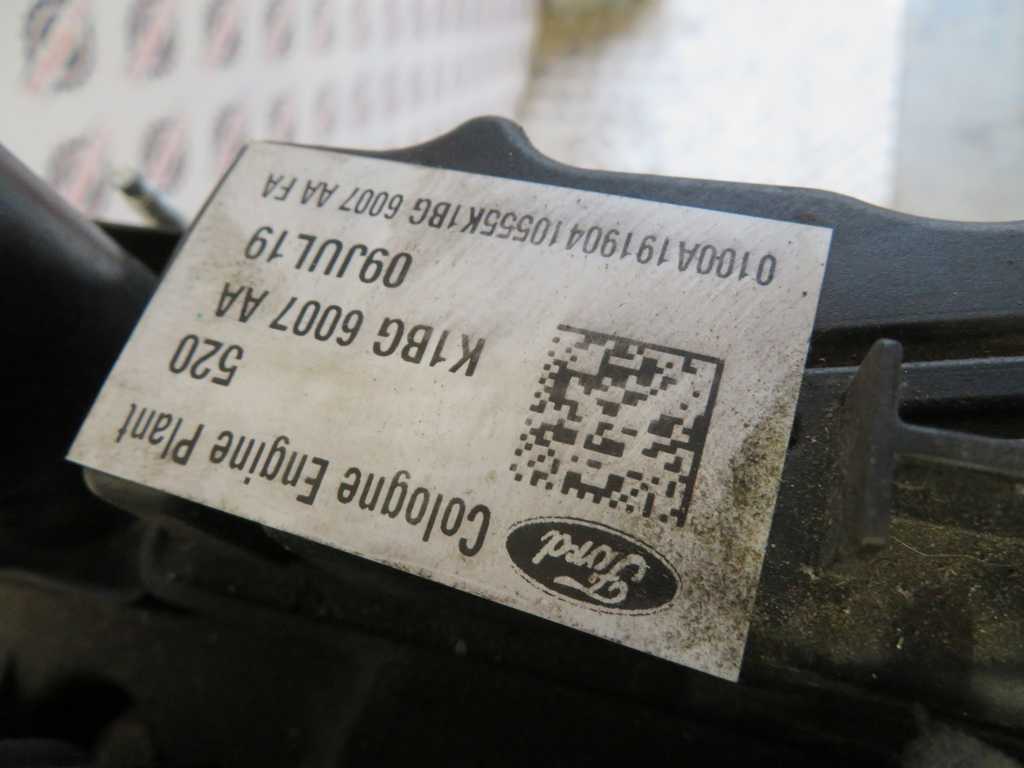 Ford
Cologne Engine Plant
520
K1BG 6007 AA
09JUL19
0100A19190410555K1BG 6007 AA FA